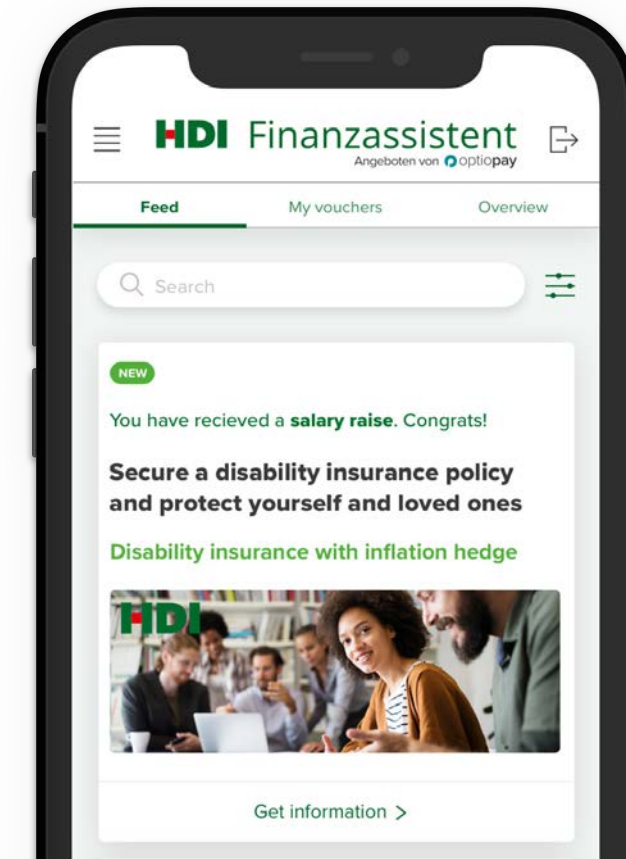 HDI Finanzassistent
Angeboten von optiopay
Feed My vouchers Overview
Search
NEW
You have recieved a salary raise. Congrats!
Secure a disability insurance policy
and protect yourself and loved ones
Disability insurance with inflation hedge
HDI
Get information >